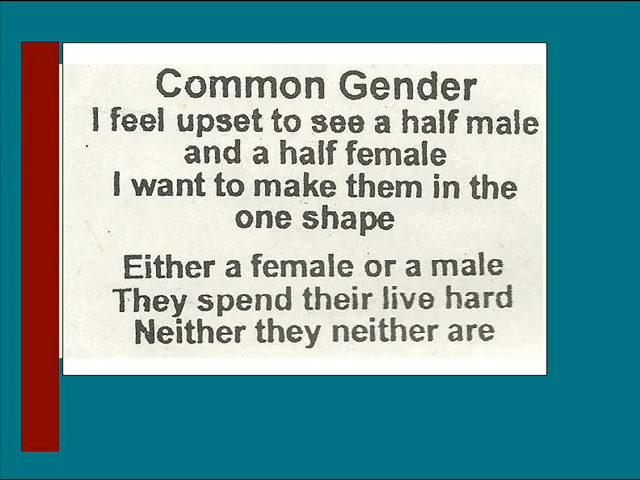 Common Gender
I feel upset to see a half male
and a half female
I want to make them in the
one shape
Either a female or a male
They spend their live hard
Neither they neither are